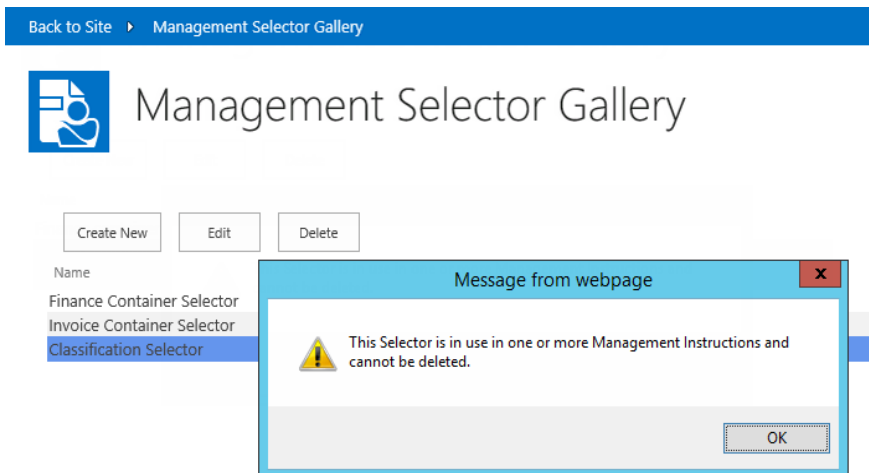 Back to Site Management Selector Gallery
Management Selector Gallery
Create New Edit Delete
Name
Finance Container Selector
Invoice Container Selector
Classification Selector
Message from webpage x
This Selector is in use in one or more Management Instructions and
cannot be deleted.
OK